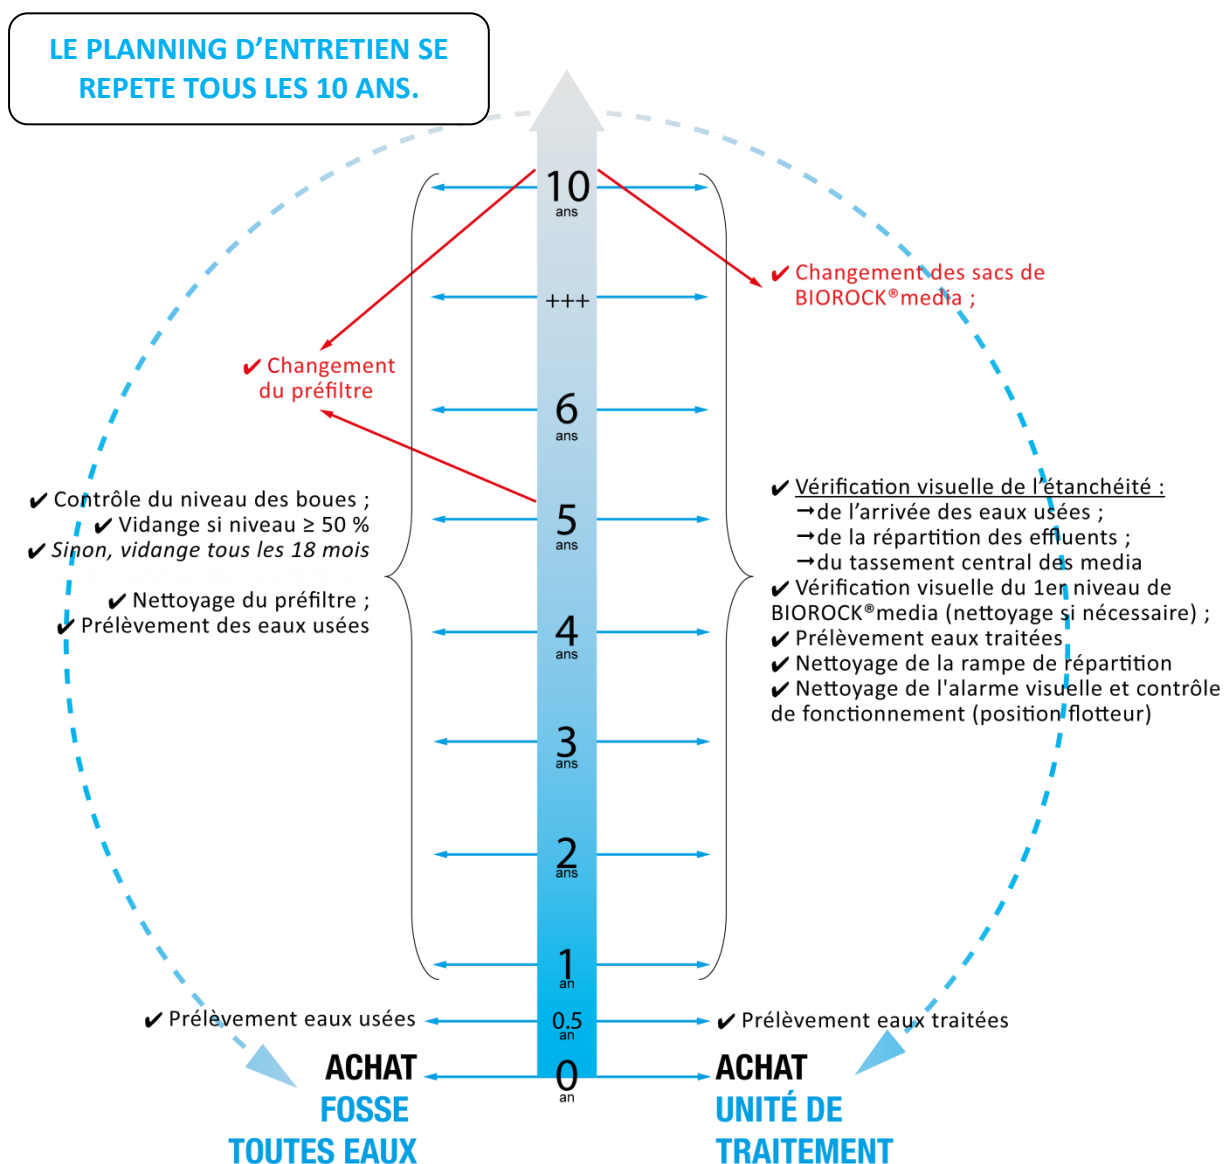 LE PLANNING D’ENTRETIEN SE
REPETE TOUS LES 10 ANS.
10
ans
✔ Changement des sacs de
BIOROCK®media ;
+++
✔ Changement
du préfiltre
6
ans
✔ Contrôle du niveau des boues ;
✔ Vidange si niveau ≥ 50 %
✔ Sinon, vidange tous les 18 mois
✔ Nettoyage du préfiltre ;
✔ Prélèvement des eaux usées
5
ans
✔ Vérification visuelle de l’étanchéité :
→de l’arrivée des eaux usées ;
→de la répartition des effluents ;
→du tassement central des media
✔ Vérification visuelle du 1er niveau de
BIOROCK®media (nettoyage si nécessaire) ;
✔ Prélèvement eaux traitées
✔ Nettoyage de la rampe de répartition
✔ Nettoyage de l'alarme visuelle et contrôle
de fonctionnement (position flotteur)
4
ans
3
ans
2
ans
1
an
✔ Prélèvement eaux usées
0.5
an
✔ Prélèvement eaux traitées
0
an
ACHAT
FOSSE
TOUTES EAUX
ACHAT
UNITÉ DE
TRAITEMENT